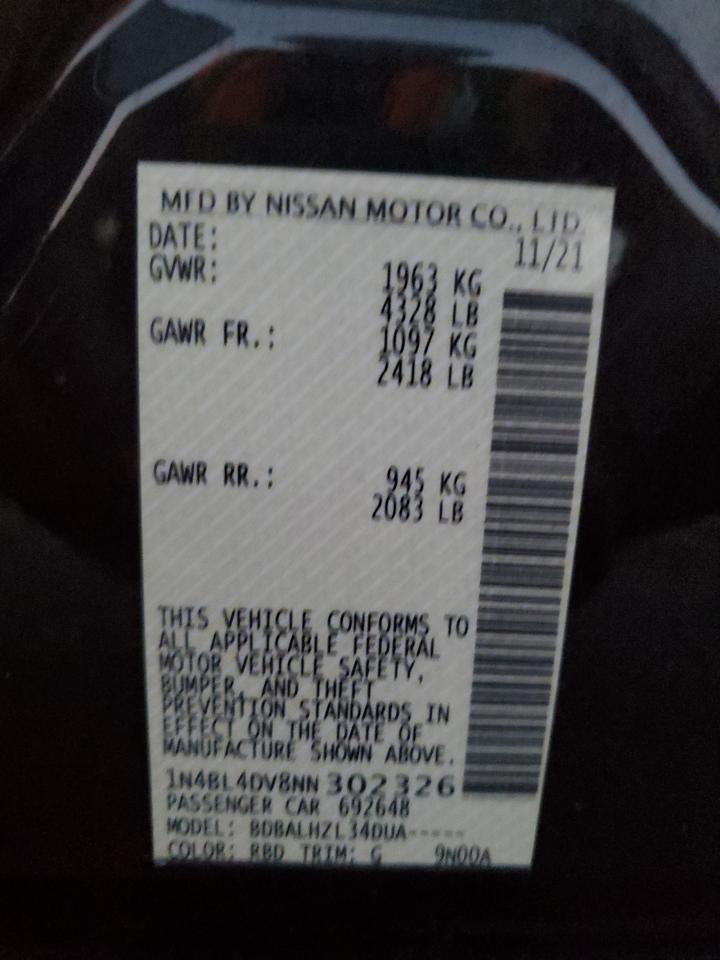 MFD BY NISSAN MOTOR CO., LTD.
DATE: 11/21
GVWR: 1963 KG
4328 LB
GAWR FR.: 1097 KG
2418 LB
GAWR RR.: 945 KG
2083 LB
THIS VEHICLE CONFORMS TO
ALL APPLICABLE FEDERAL
MOTOR VEHICLE SAFETY,
BUMPER, AND THEFT
PREVENTION STANDARDS IN
EFFECT ON THE DATE OF
MANUFACTURE SHOWN ABOVE.
1N4BL4DV8NN302326
PASSENGER CAR 692648
MODEL: BDBALHZL34DUA-----
COLOR: RBD TRIM: G 9N00A